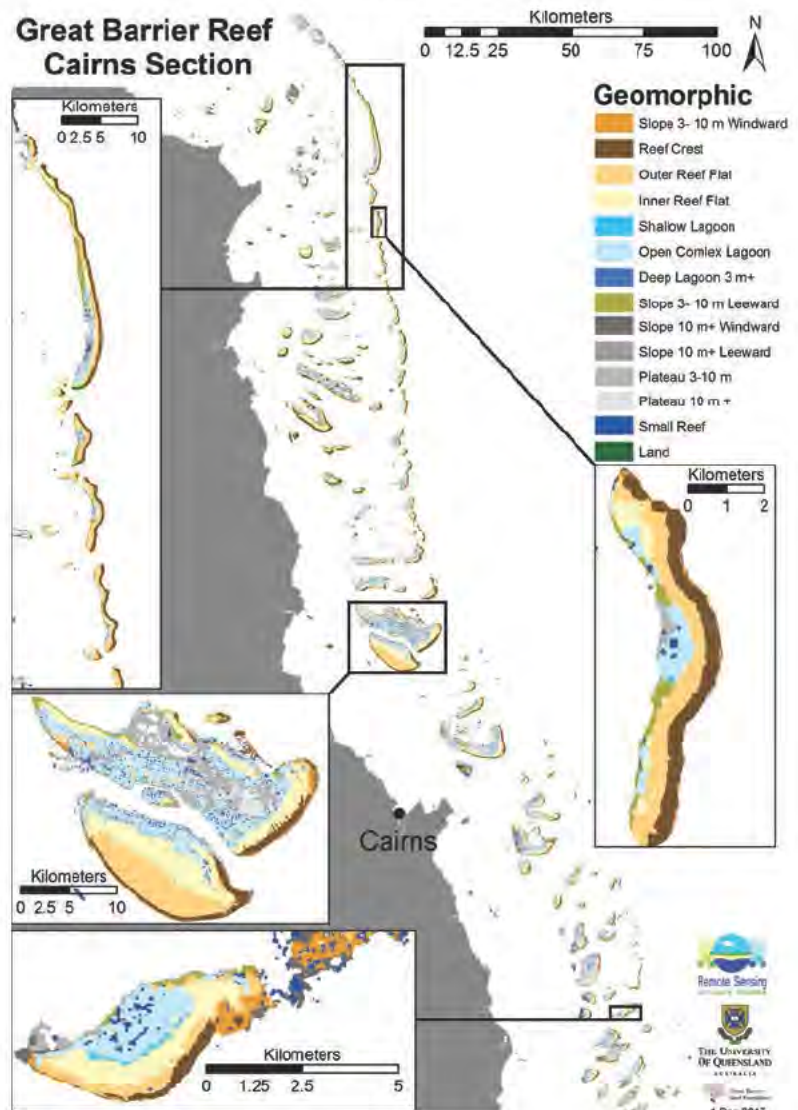 Great Barrier Reef
Cairns Section
Kilometers
0 12.5 25 50 75 100
N
Kilometers
0 2.5 5 10
Geomorphic
Slope 3- 10 m Windward
Reef Crest
Outer Reef Flat
Inner Reef Flat
Shallow Lagoon
Open Comlex Lagoon
Deep Lagoon 3 m+
Slope 3- 10 m Leeward
Slope 10 m+ Windward
Slope 10 m+ Leeward
Plateau 3-10 m
Plateau 10 m +
Small Reef
Land
Kilometers
0 1 2
Cairns
Kilometers
0 2.5 5 10
Kilometers
0 1.25 2.5 5
Remote Sensing
THE UNIVERSITY
OF QUEENSLAND
AUSTRALIA